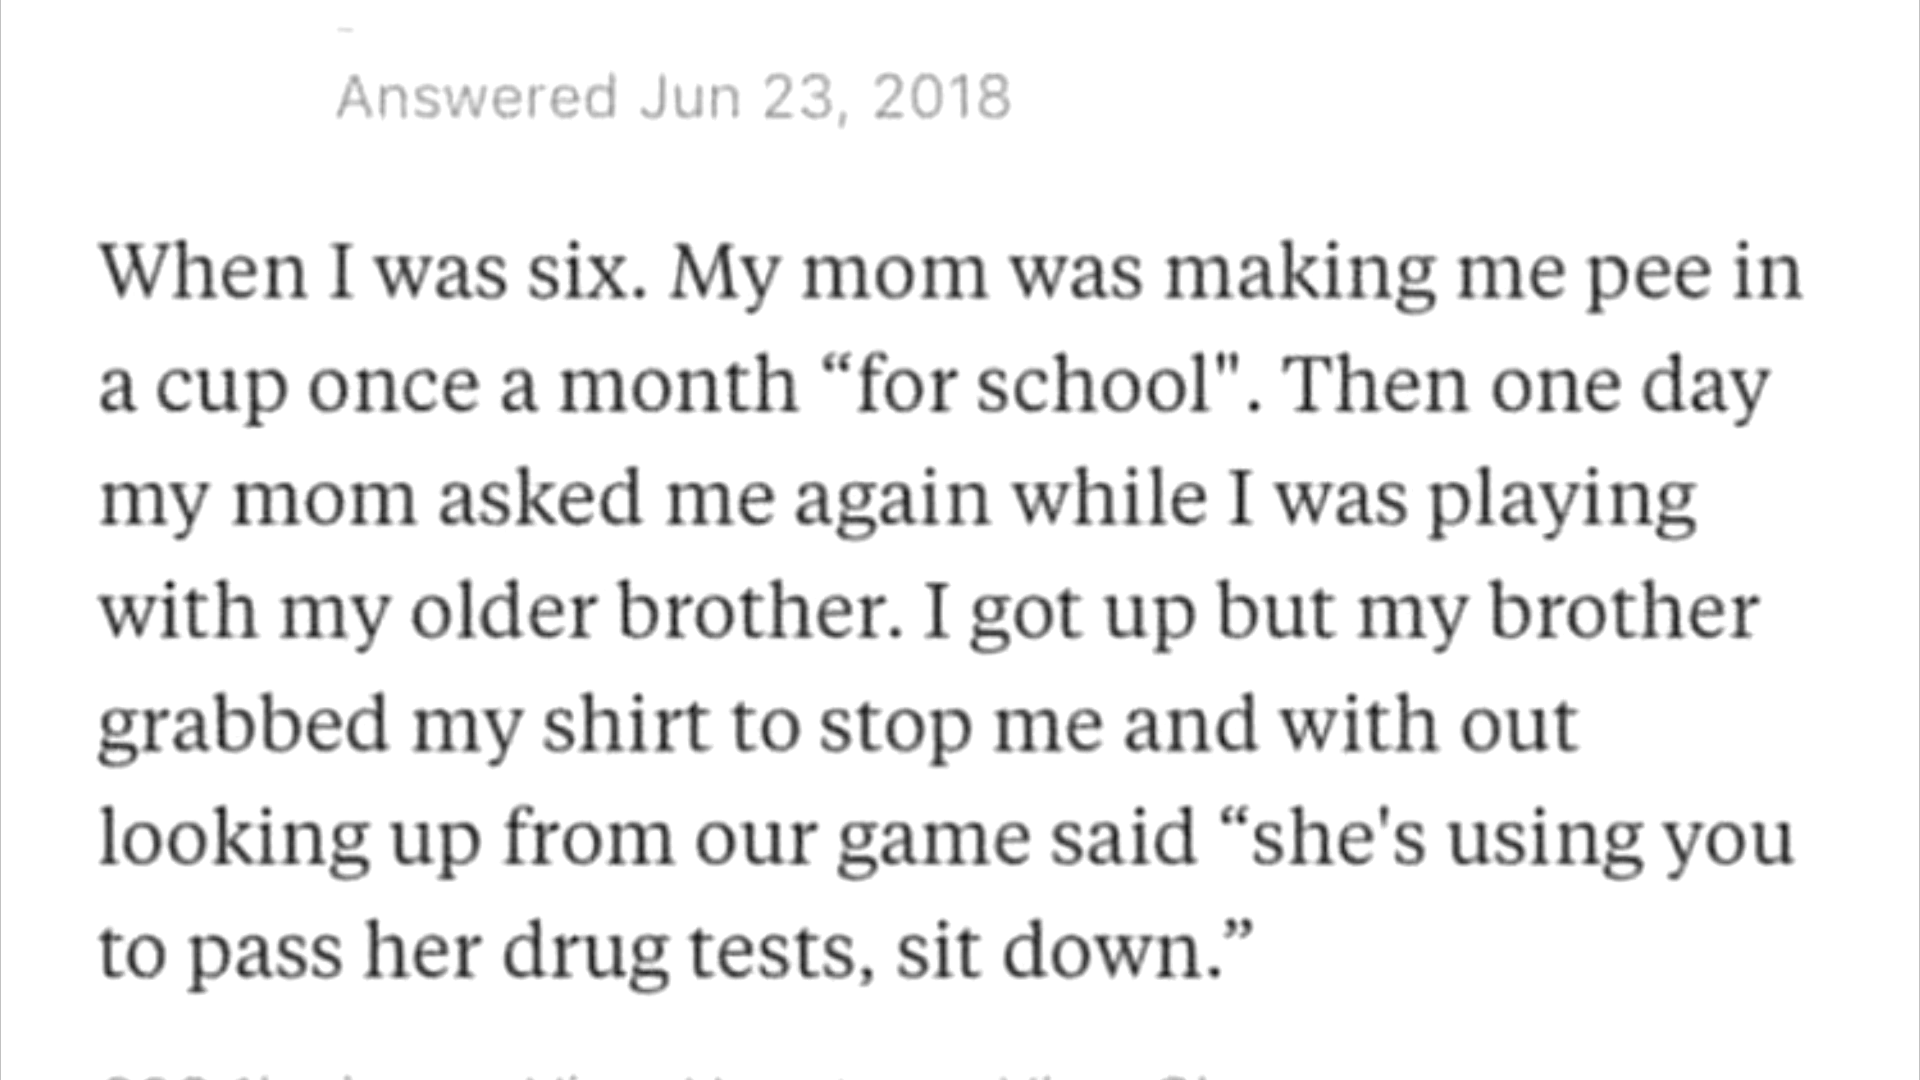 Answered Jun 23, 2018
When I was six. My mom was making me pee in
a cup once a month “for school". Then one day
my mom asked me again while I was playing
with my older brother. I got up but my brother
grabbed my shirt to stop me and with out
looking up from our game said “she's using you
to pass her drug tests, sit down.”